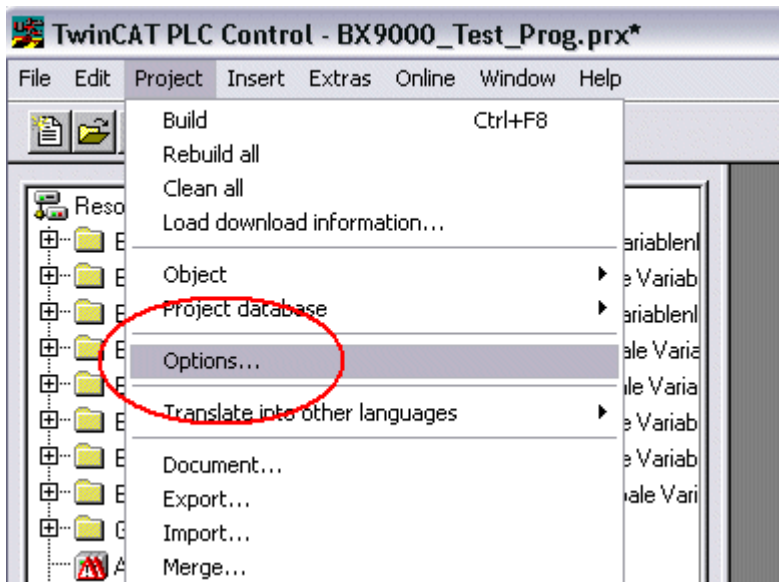 TwinCAT PLC Control - BX9000_Test_Prog.prx*
File Edit Project Insert Extras Online Window Help
Build Ctrl+F8
Rebuild all
Clean all
Load download information...
Object
Project database
Options...
Translate into other languages
Document...
Export...
Import...
Merge...